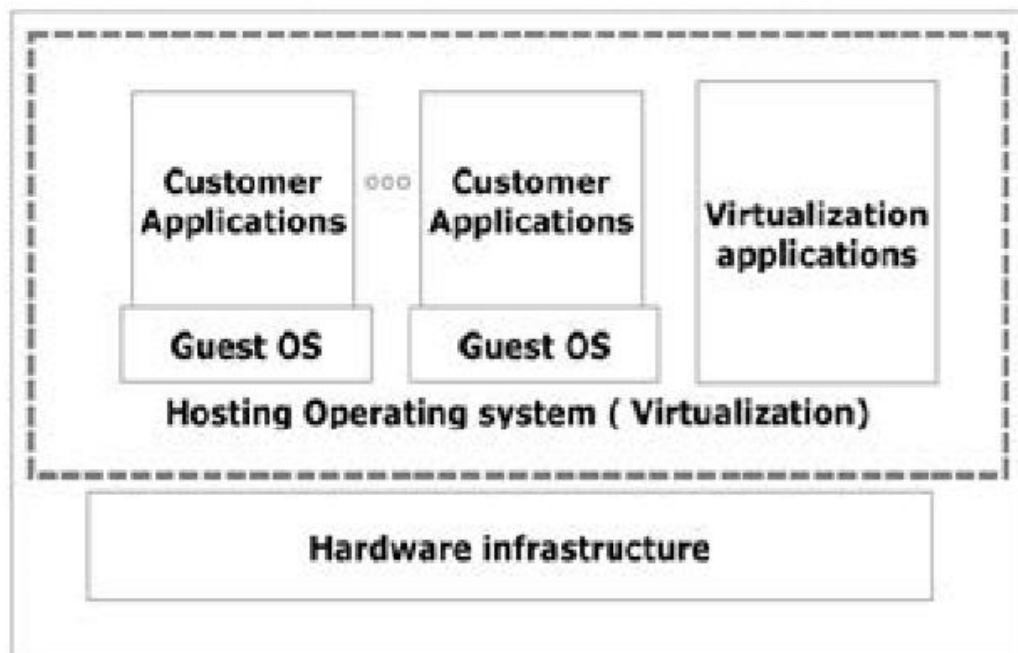 Customer
Applications
Customer
Applications
Virtualization
applications
Guest OS
Guest OS
Hosting Operating system ( Virtualization)
Hardware infrastructure